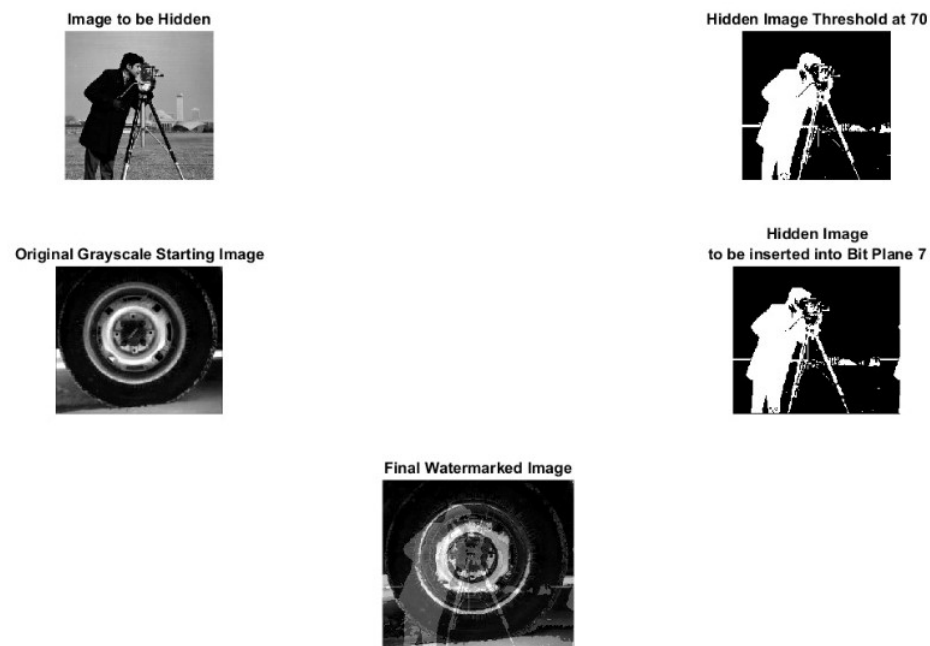 Image to be Hidden
Hidden Image Threshold at 70
Original Grayscale Starting Image
Hidden Image
to be inserted into Bit Plane 7
Final Watermarked Image